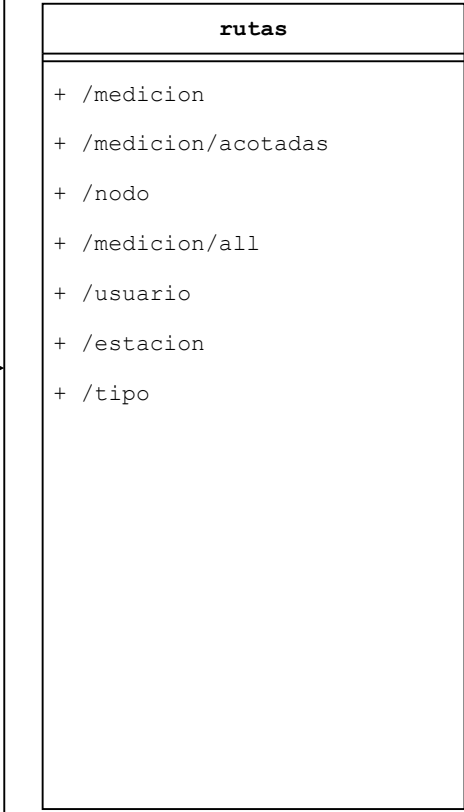 rutas
+ /medicion
+ /medicion/acotadas
+ /nodo
+ /medicion/all
+ /usuario
+ /estacion
+ /tipo